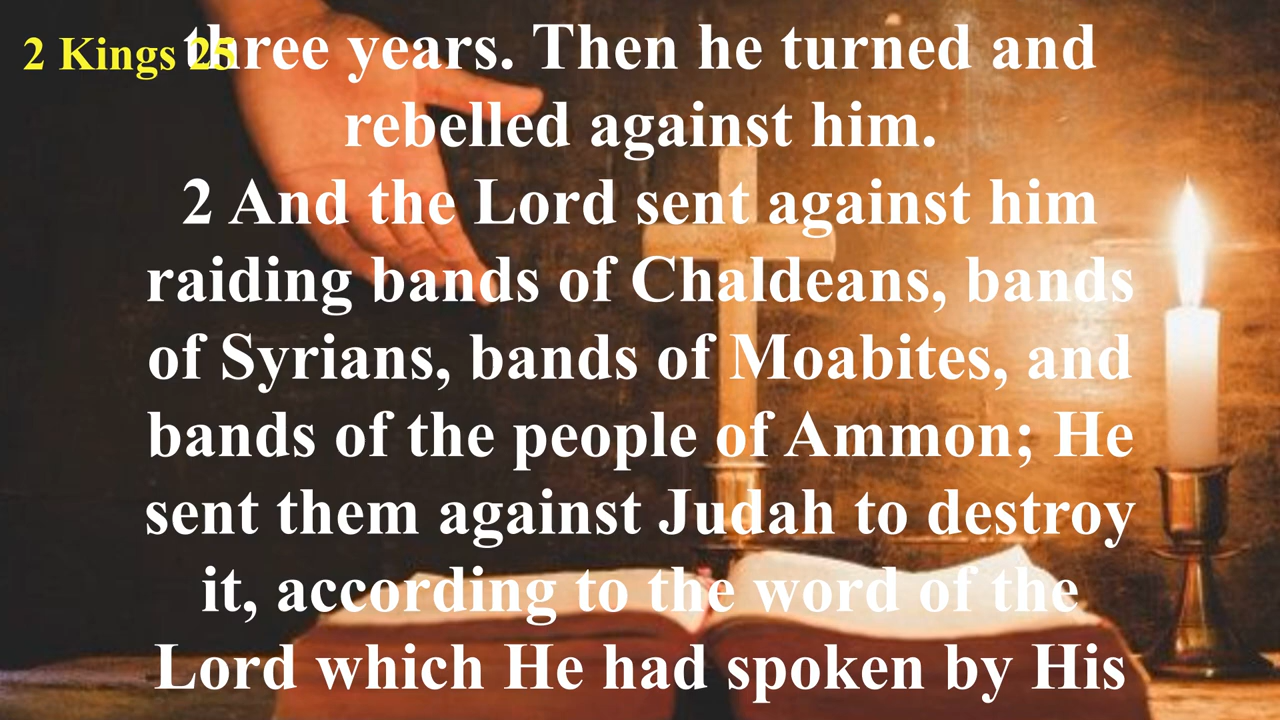 2 Kings 25
three years. Then he turned and
rebelled against him.
2 And the Lord sent against him
raiding bands of Chaldeans, bands
of Syrians, bands of Moabites, and
bands of the people of Ammon; He
sent them against Judah to destroy
it, according to the word of the
Lord which He had spoken by His